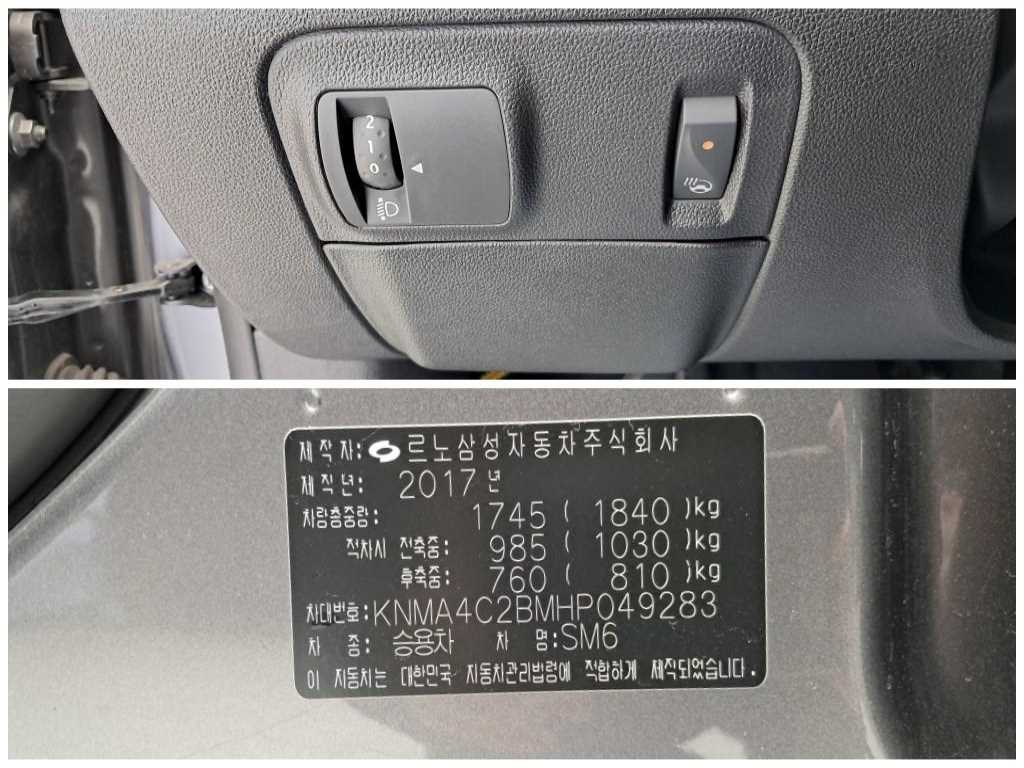 2
1
0
제작자: 르노삼성자동차주식회사
제작년: 2017년
차량총중량: 1745 ( 1840 )kg
적차시 전축중: 985 ( 1030 )kg
후축중: 760 ( 810 )kg
차대번호: KNMA4C2BMHP049283
차 종: 승용차 차 명: SM6
이 자동차는 대한민국 자동차관리법령에 적합하게 제작되었습니다.